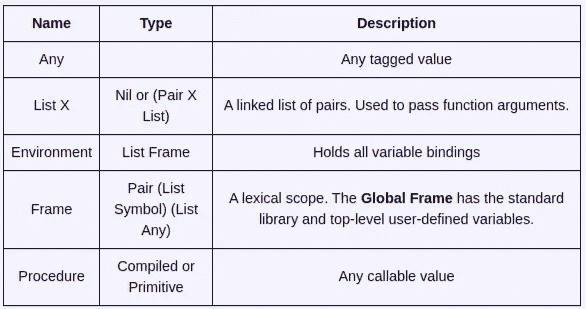 Name Type Description
Any Any tagged value
Nil or (Pair X
List X List) A linked list of pairs. Used to pass function arguments.
Environment List Frame Holds all variable bindings
Pair (List
Frame Symbol) (List A lexical scope. The Global Frame has the standard
Any) library and top-level user-defined variables.
Compiled or
Procedure Primitive Any callable value